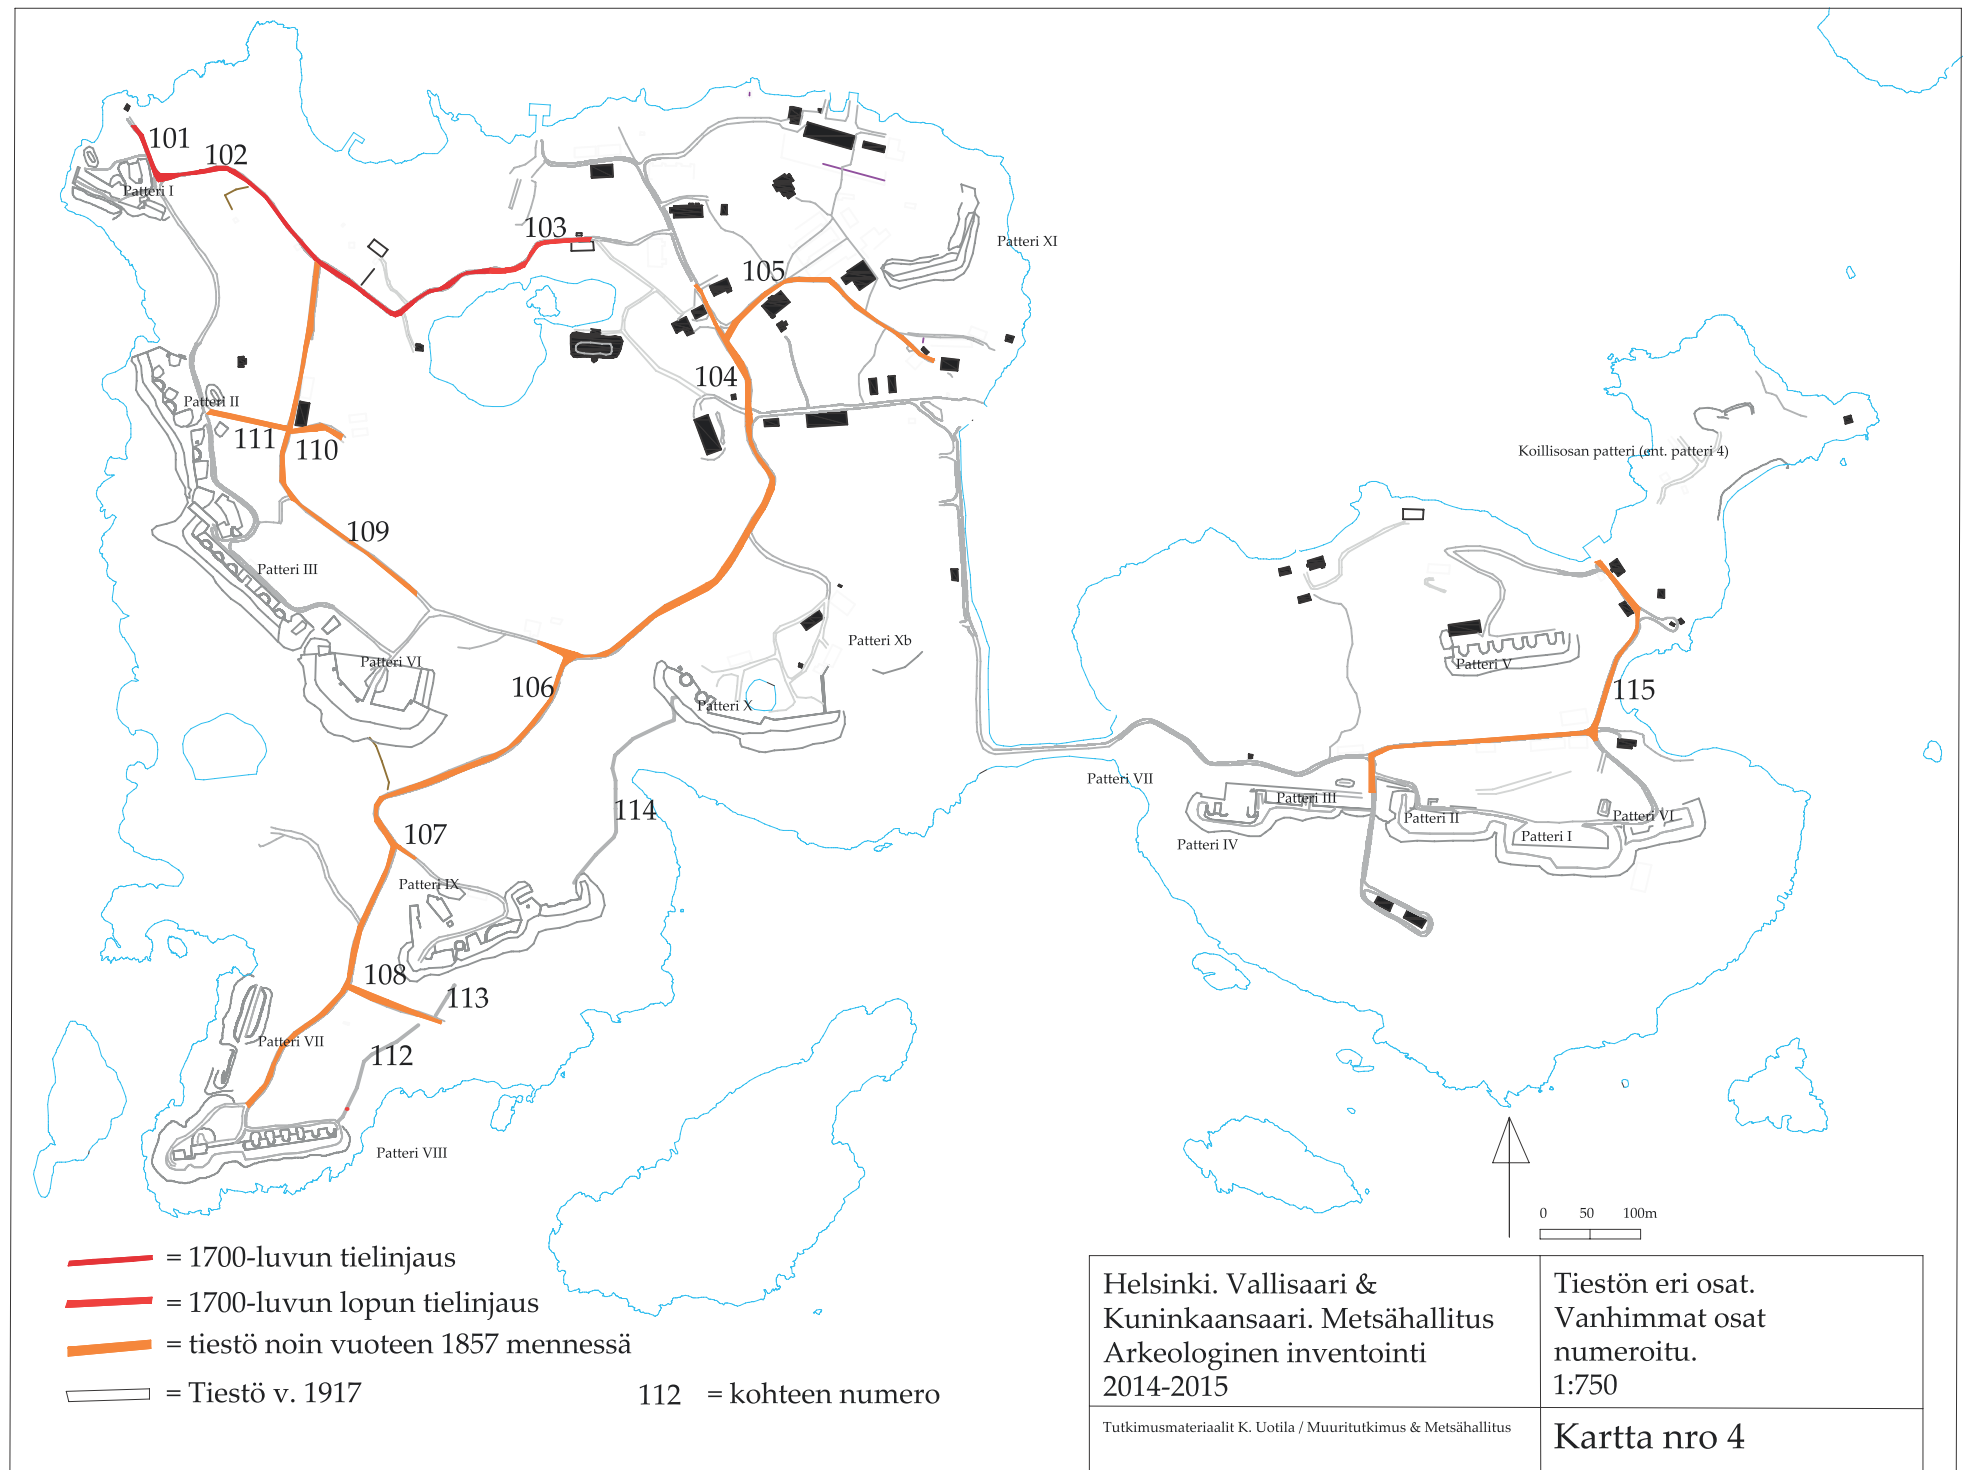 101
102
Patteri I
103
Patteri XI
105
104
Patteri II
111
110
Koillisosan patteri (ent. patteri 4)
109
Patteri III
Patteri Xb
Patteri VI
Patteri V
106
115
Patteri X
Patteri VII
114
Patteri III
Patteri II
Patteri VI
107
Patteri I
Patteri IV
Patteri IX
108
113
Patteri VII
112
Patteri VIII
0 50 100m
= 1700-luvun tielinjaus
= 1700-luvun lopun tielinjaus
= tiestö noin vuoteen 1857 mennessä
= Tiestö v. 1917
112 = kohteen numero
Helsinki. Vallisaari &
Kuninkaansaari. Metsähallitus
Arkeologinen inventointi
2014-2015
Tiestön eri osat.
Vanhimmat osat
numeroitu.
1:750
Tutkimusmateriaalit K. Uotila / Muuritutkimus & Metsähallitus
Kartta nro 4